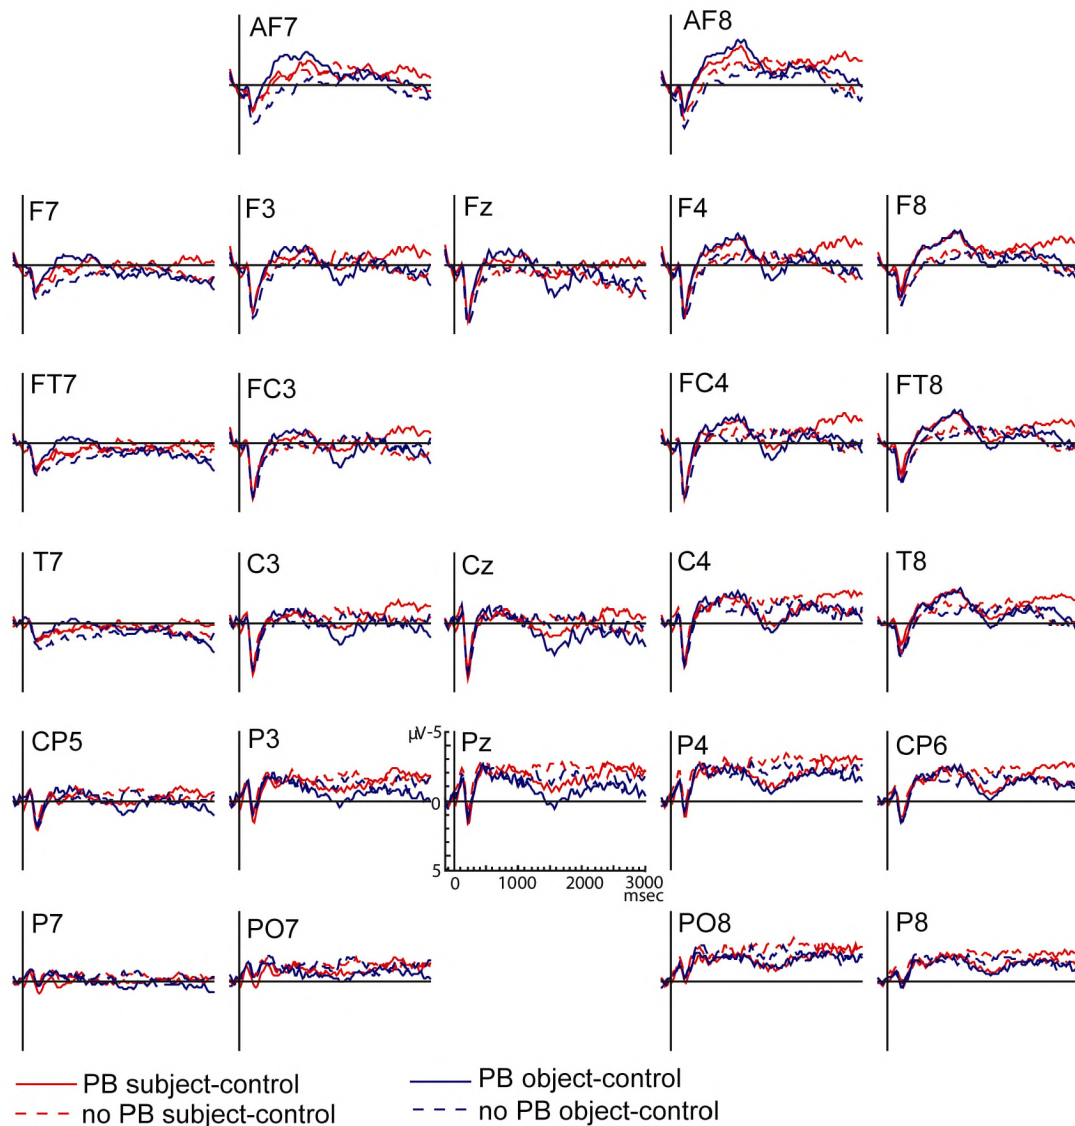 AF7 AF8
F7 F3 Fz F4 F8
FT7 FC3 FC4 FT8
T7 C3 Cz C4 T8
CP5 P3 µV -5 Pz P4 CP6
0
5
0 1000 2000 3000
msec
P7 PO7 PO8 P8
PB subject-control PB object-control
no PB subject-control no PB object-control